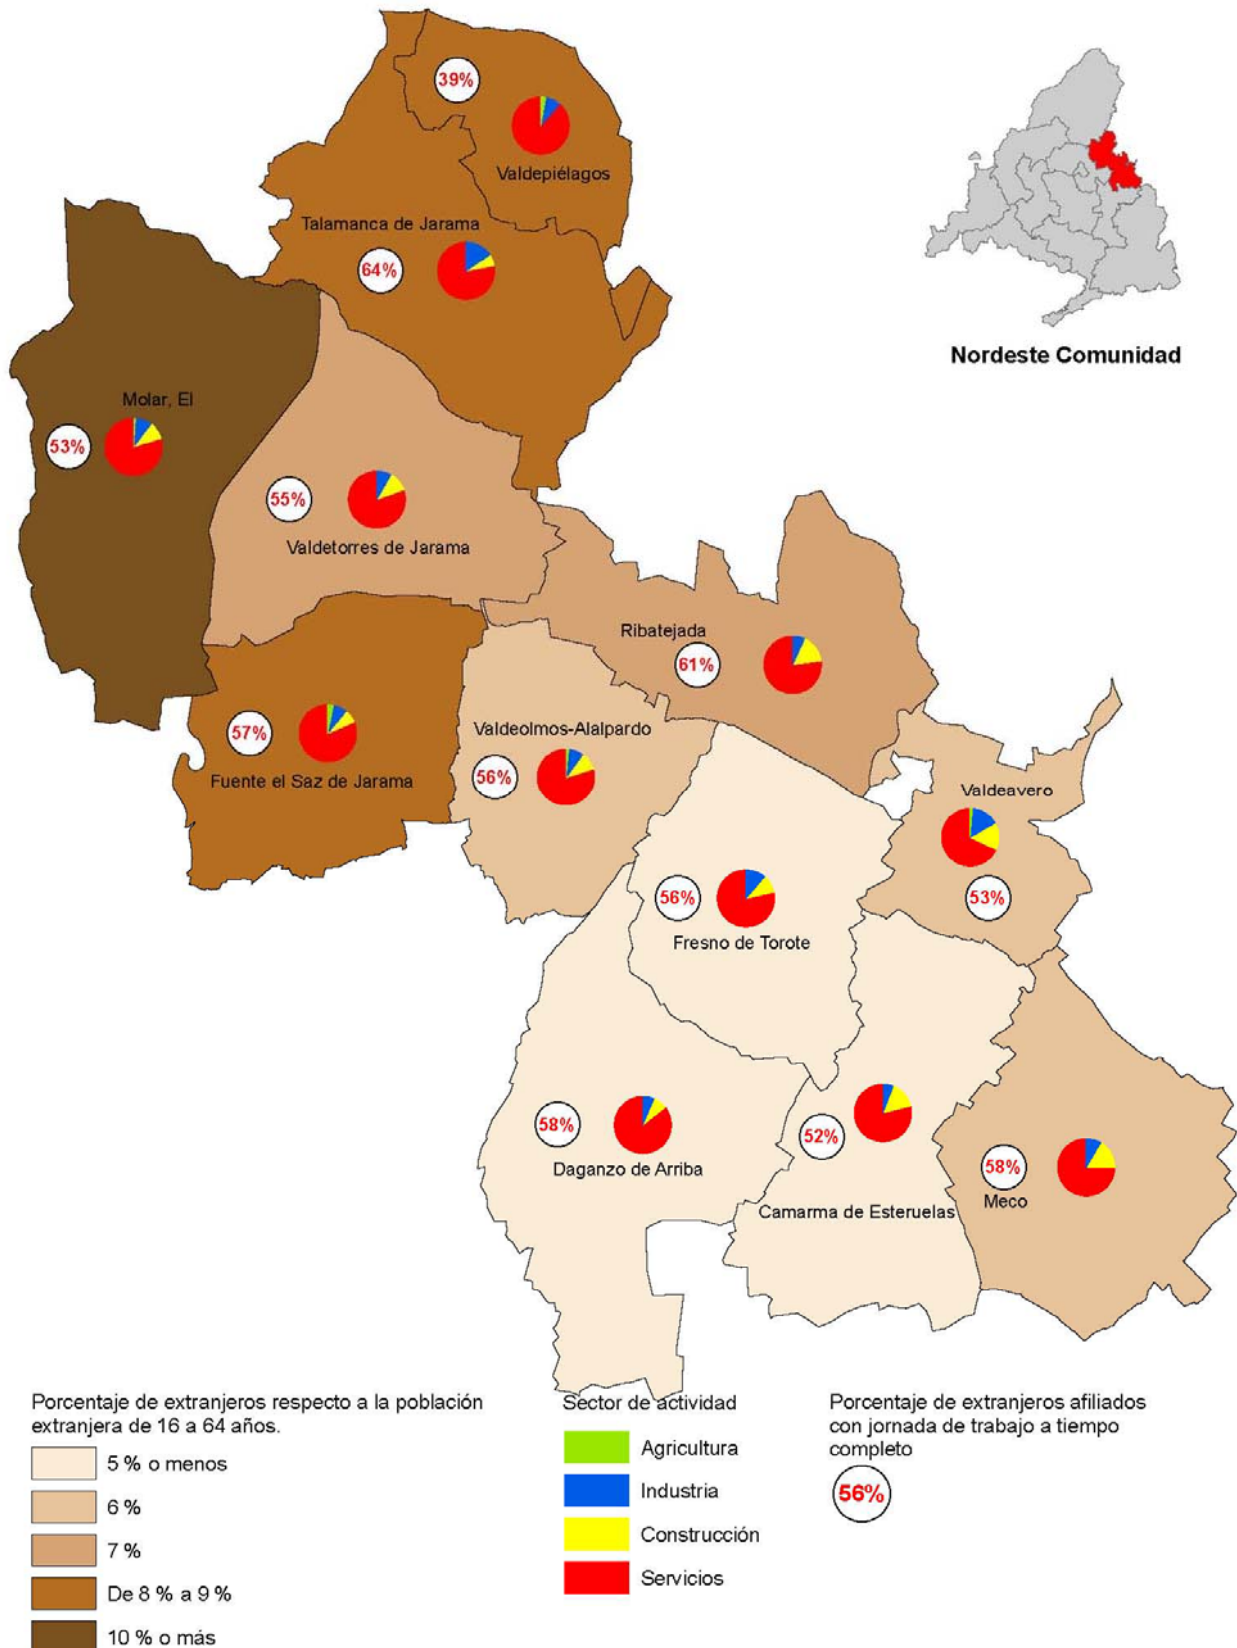 39%
Valdepiélagos
Talamanca de Jarama
64%
Nordeste Comunidad
Molar, El
53%
55%
Valdetorres de Jarama
Ribatejada
61%
57%
Fuente el Saz de Jarama
Valdeolmos-Alalpardo
56%
Valdeavero
53%
56%
Fresno de Torote
58%
Daganzo de Arriba
52%
Camarma de Esteruelas
58%
Meco
Porcentaje de extranjeros respecto a la población
extranjera de 16 a 64 años.
5 % o menos
6 %
7 %
De 8 % a 9 %
10 % o más
Sector de actividad
Agricultura
Industria
Construcción
Servicios
Porcentaje de extranjeros afiliados
con jornada de trabajo a tiempo
completo
56%